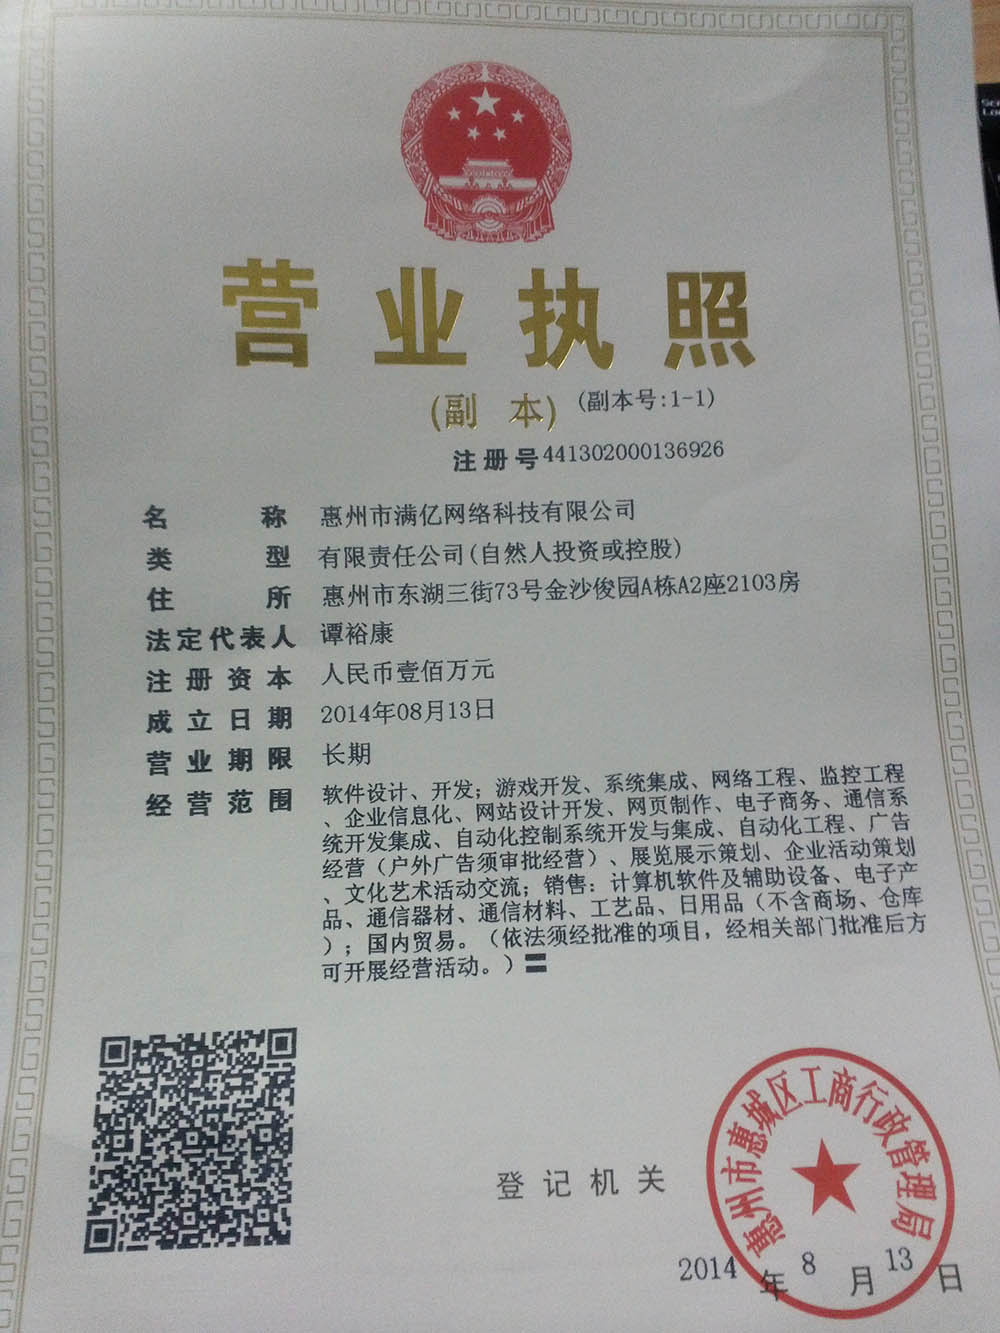 营业执照
(副 本) (副本号:1-1)
注册号441302000136926
名称 惠州市满亿网络科技有限公司
类型 有限责任公司(自然人投资或控股)
住所 惠州市东湖三街73号金沙俊园A栋A2座2103房
法定代表人 谭裕康
注册资本 人民币壹佰万元
成立日期 2014年08月13日
营业期限 长期
经营范围 软件设计、开发；游戏开发、系统集成、网络工程、监控工程
、企业信息化、网站设计开发、网页制作、电子商务、通信系
统开发集成、自动化控制系统开发与集成、自动化工程、广告
经营（户外广告须审批经营）、展览展示策划、企业活动策划
、文化艺术活动交流；销售：计算机软件及辅助设备、电子产
品、通信器材、通信材料、工艺品、日用品（不含商场、仓库
）；国内贸易。（依法须经批准的项目，经相关部门批准后方
可开展经营活动。）
登记机关
惠州市惠城区工商行政管理局
2014 年 8 月 13 日